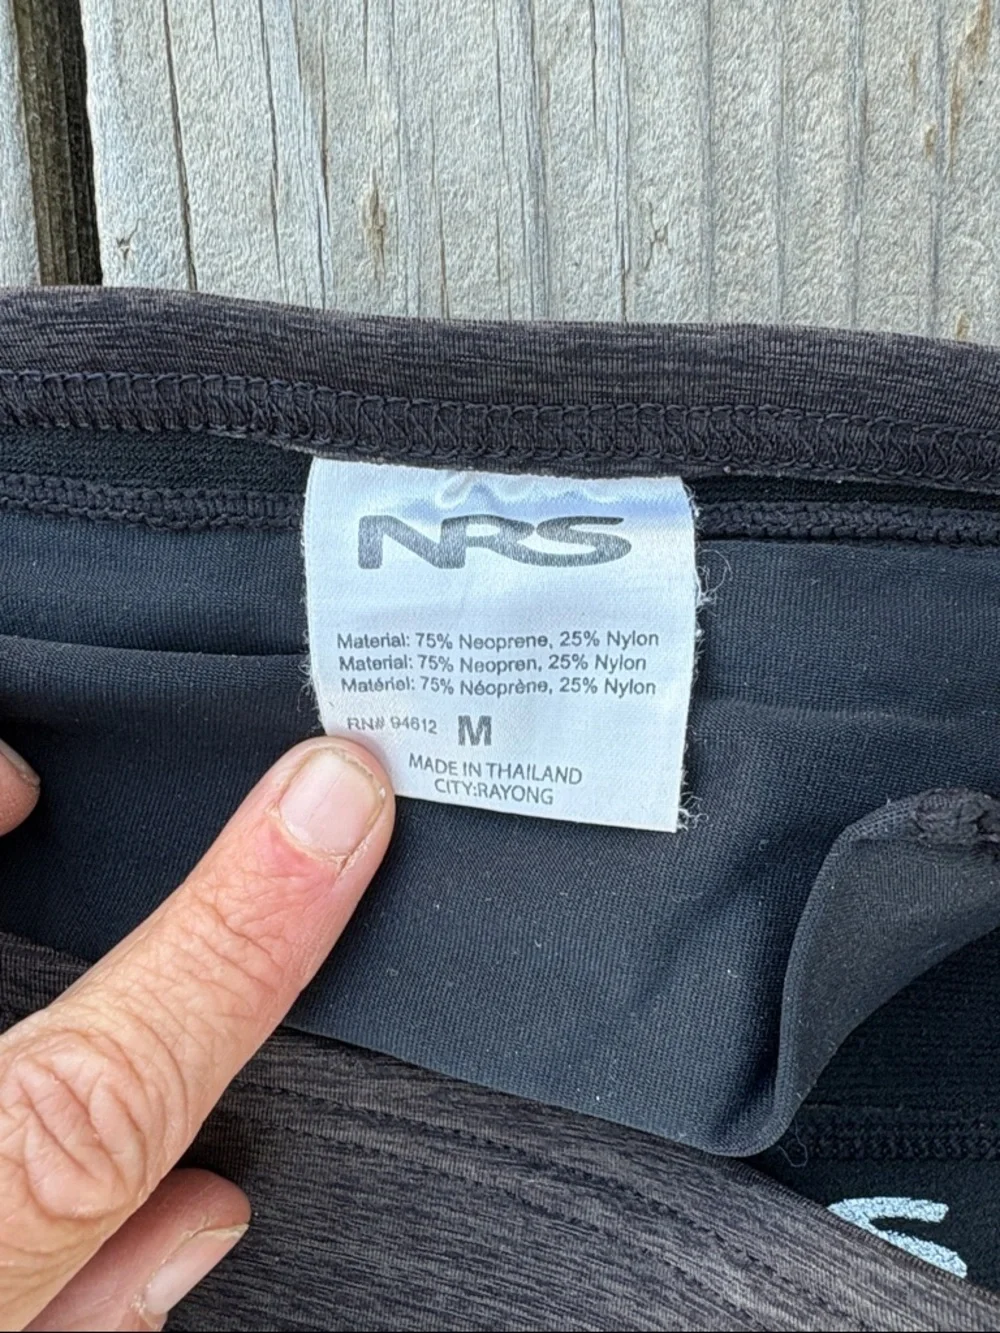 NRS
Material: 75% Neoprene, 25% Nylon
Material: 75% Neopren, 25% Nylon
Matériel: 75% Néoprène, 25% Nylon
RN# 94612 M
MADE IN THAILAND
CITY:RAYONG
S